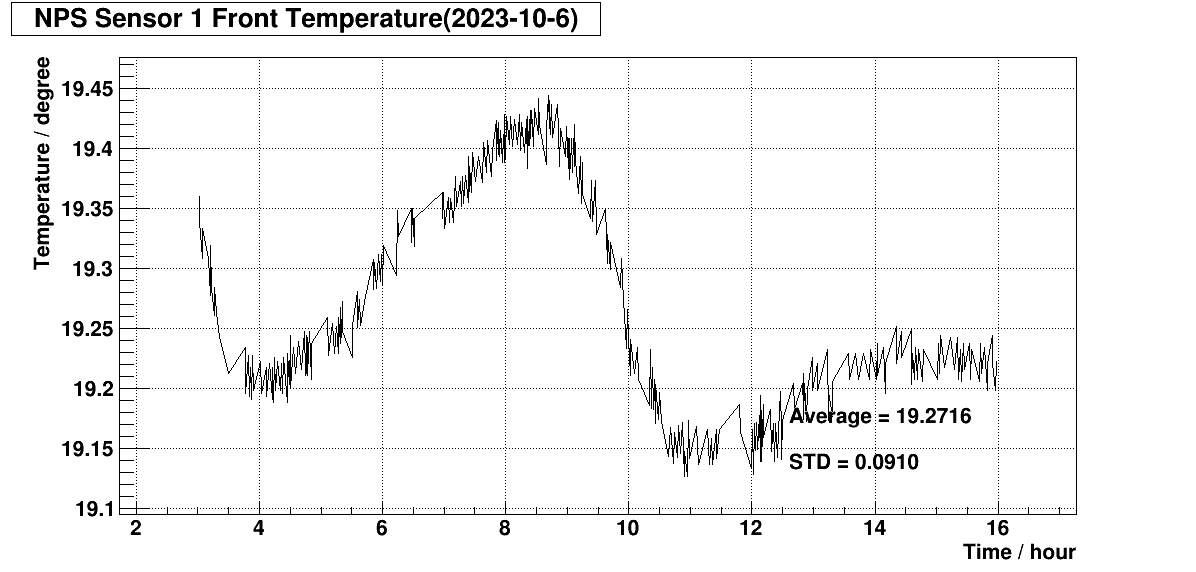 NPS Sensor 1 Front Temperature(2023-10-6)
Temperature / degree
19.45
19.4
19.35
19.3
19.25
19.2
19.15
19.1
Average = 19.2716
STD = 0.0910
2 4 6 8 10 12 14 16
Time / hour